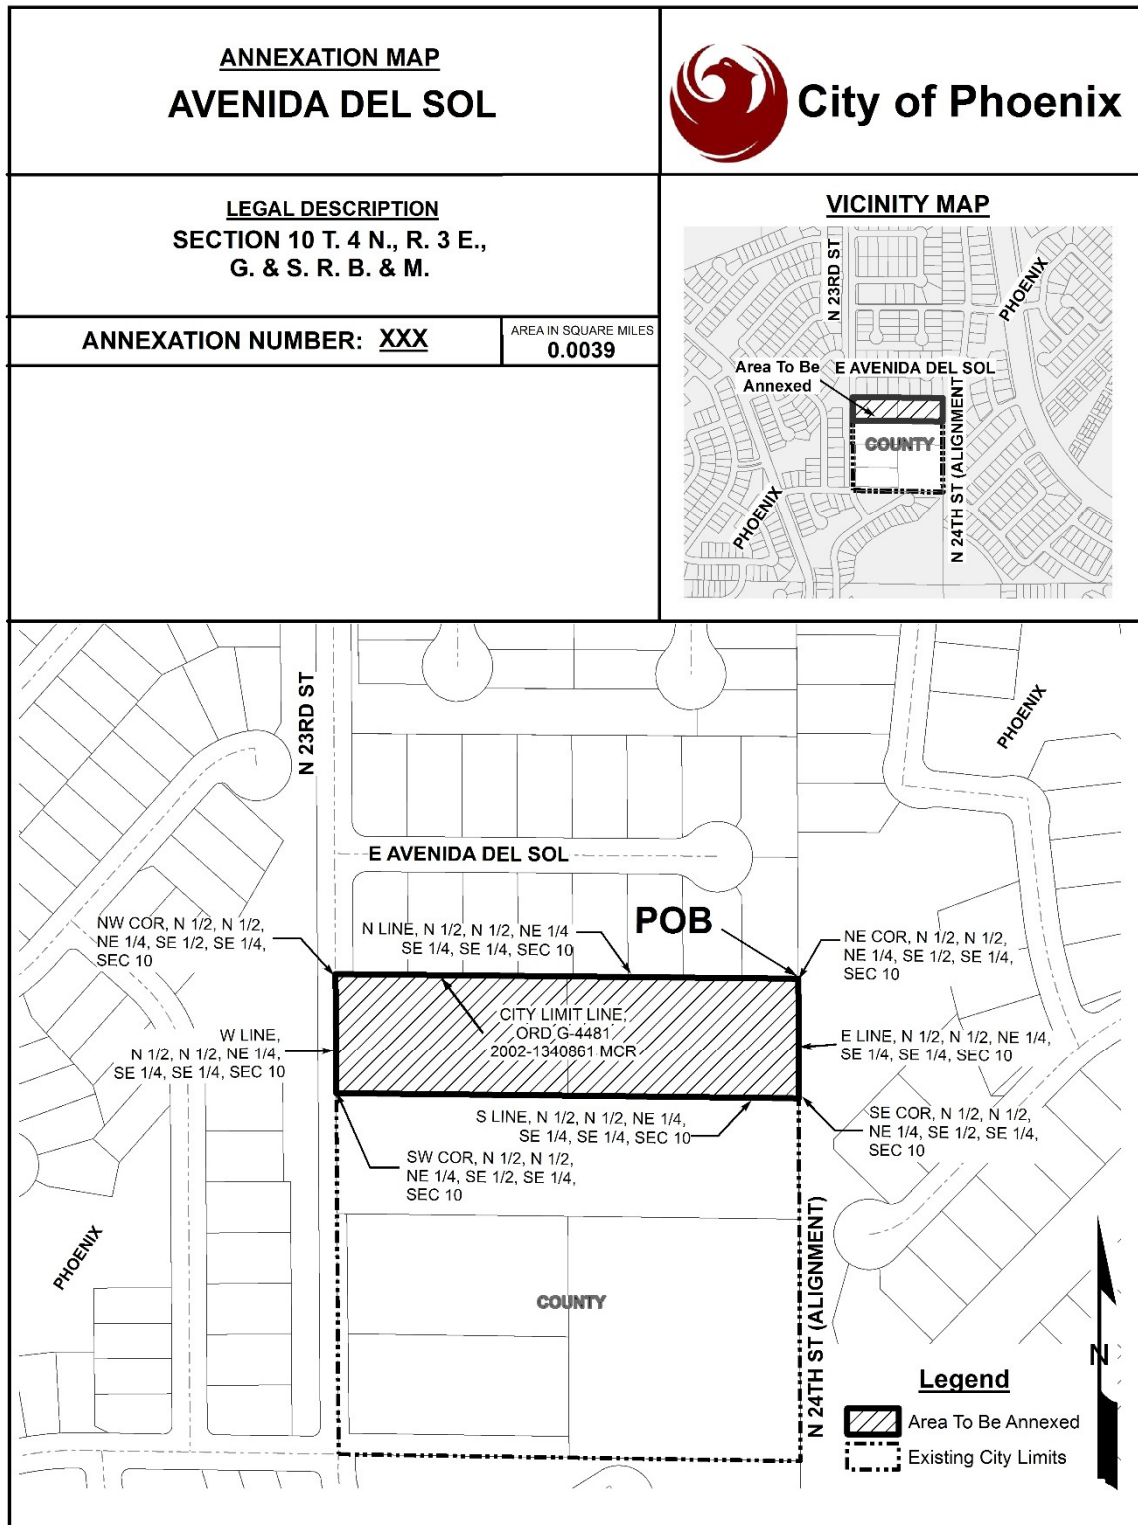 ANNEXATION MAP
AVENIDA DEL SOL
City of Phoenix
LEGAL DESCRIPTION
SECTION 10 T. 4 N., R. 3 E.,
G. & S. R. B. & M.
ANNEXATION NUMBER: XXX
AREA IN SQUARE MILES
0.0039
VICINITY MAP
N 23RD ST
PHOENIX
Area To Be
Annexed
E AVENIDA DEL SOL
COUNTY
N 24TH ST (ALIGNMENT)
PHOENIX
N 23RD ST
PHOENIX
E AVENIDA DEL SOL
NW COR, N 1/2, N 1/2,
NE 1/4, SE 1/2, SE 1/4,
SEC 10
N LINE, N 1/2, N 1/2, NE 1/4
SE 1/4, SE 1/4, SEC 10
POB
NE COR, N 1/2, N 1/2,
NE 1/4, SE 1/2, SE 1/4,
SEC 10
CITY LIMIT LINE,
ORD G-4481
2002-1340861 MCR
W LINE,
N 1/2, N 1/2, NE 1/4,
SE 1/4, SE 1/4, SEC 10
E LINE, N 1/2, N 1/2, NE 1/4,
SE 1/4, SE 1/4, SEC 10
S LINE, N 1/2, N 1/2, NE 1/4,
SE 1/4, SE 1/4, SEC 10
SE COR, N 1/2, N 1/2,
NE 1/4, SE 1/2, SE 1/4,
SEC 10
SW COR, N 1/2, N 1/2,
NE 1/4, SE 1/2, SE 1/4,
SEC 10
PHOENIX
COUNTY
N 24TH ST (ALIGNMENT)
N
Legend
Area To Be Annexed
Existing City Limits